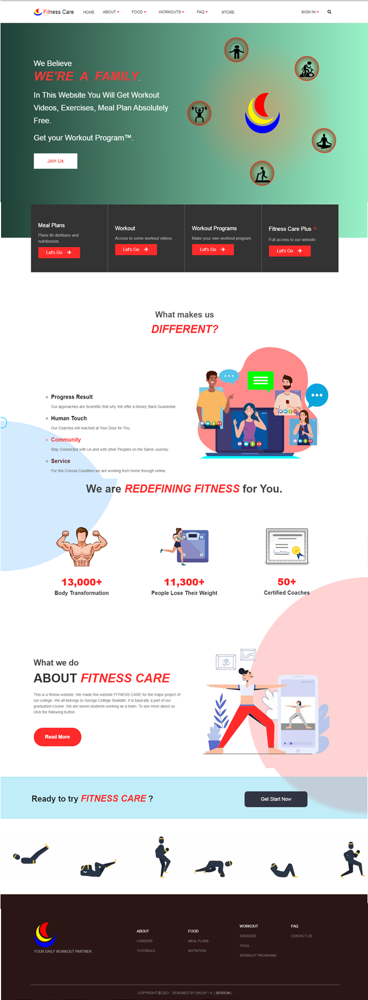 Fitness Care
HOME
ABOUT
FOOD
WORKOUTS
FAQ
STORE
SIGN IN
We Believe
WE'RE A FAMILY.
In This Website You Will Get Workout
Videos, Exercises, Meal Plan Absolutely
Free.
Get your Workout Program™.
Join Us
Meal Plans
Plans ith dietitians and
nutritionists.
Let's Go
Workout
Access to some workout videos.
Let's Go
Workout Programs
Make your own workout program.
Let's Go
Fitness Care Plus +
Full access to our website.
Let's Go
What makes us
DIFFERENT?
Progress Result
Our approaches are Scientific that why We offer a Money Back Guarantee.
Human Touch
Our Coaches will reached at Your Door for You.
Community
Stay Connected with Us and with other Peoples on the Same Journey.
Service
For this Corona Condition we are working from home through online.
We are REDEFINING FITNESS for You.
13,000+
Body Transformation
11,300+
People Lose Their Weight
50+
Certified Coaches
What we do
ABOUT FITNESS CARE
This is a fitness website. We made this website FITNESS CARE for the major project of
our college. We all belongs to George College Sealdah. It is basically a part of our
graduation course. We are seven students working as a team. To see more about us
click the following button.
Read More
Ready to try FITNESS CARE ?
Get Start Now
YOUR DAILY WORKOUT PARTNER.
ABOUT
CAREERS
TUTORIALS
FOOD
MEAL PLANS
NUTRITION
WORKOUT
EXERCISE
YOGA
WORKOUT PROGRAMS
FAQ
CONTACT US
COPYRIGHT © 2021 . DESIGNED BY GROUP - H .( BEKROM )